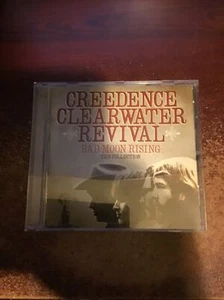 CREEDENCE
CLEARWATER
REVIVAL
BAD MOON RISING
THE COLLECTION